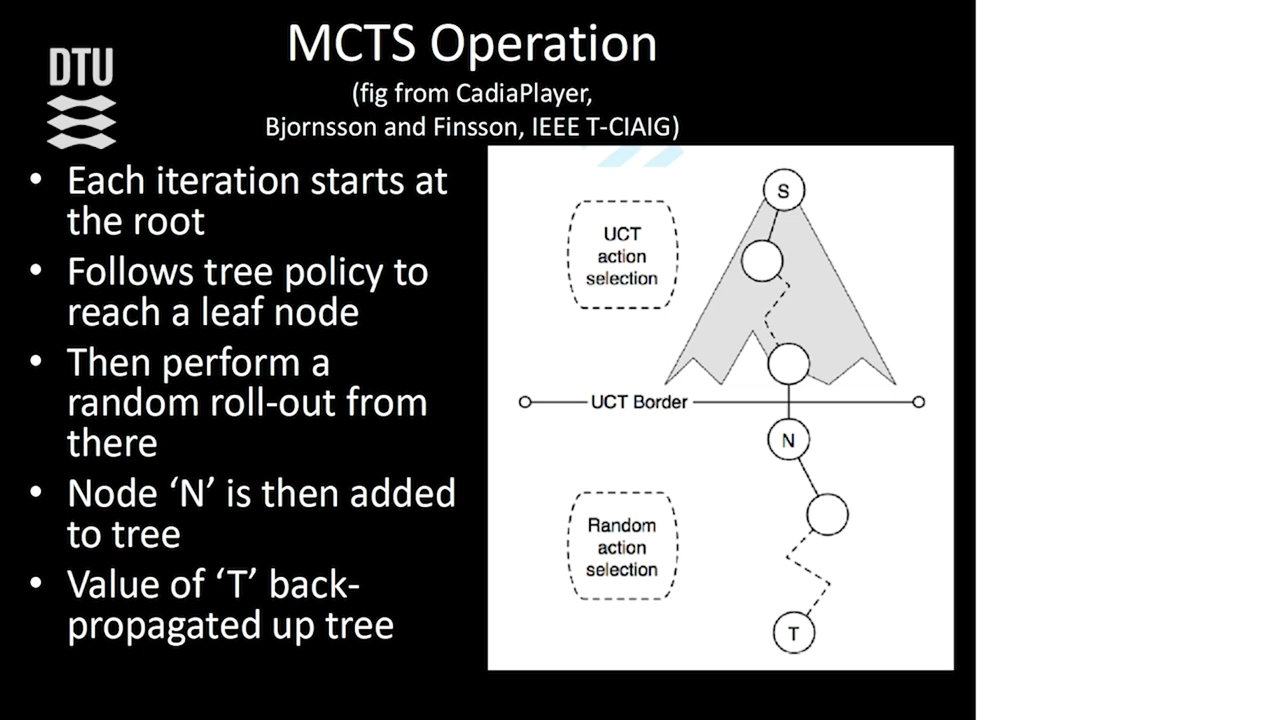 MCTS Operation
(fig from CadiaPlayer,
Bjornsson and Finsson, IEEE T-CIAIG)
DTU
• Each iteration starts at
the root
• Follows tree policy to
reach a leaf node
• Then perform a
random roll-out from
there
• Node ‘N’ is then added
to tree
• Value of ‘T’ back-
propagated up tree
S
UCT
action
selection
UCT Border
N
Random
action
selection
T